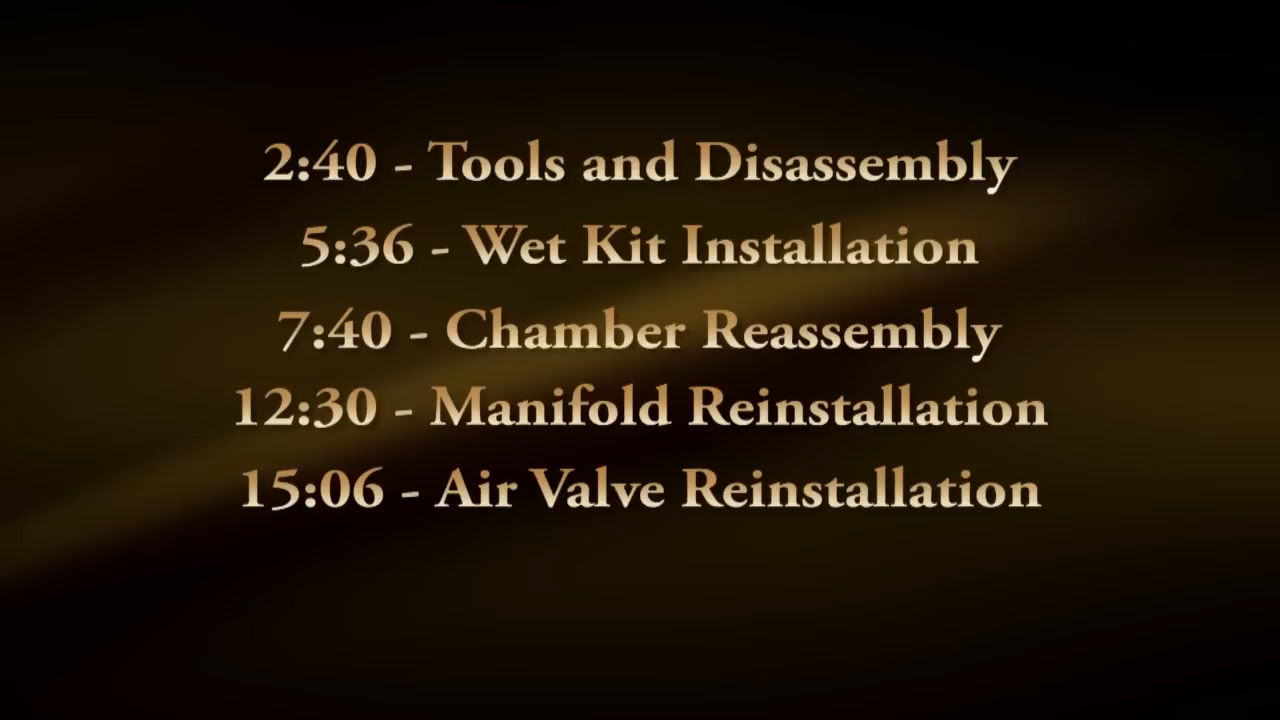 2:40 - Tools and Disassembly
5:36 - Wet Kit Installation
7:40 - Chamber Reassembly
12:30 - Manifold Reinstallation
15:06 - Air Valve Reinstallation